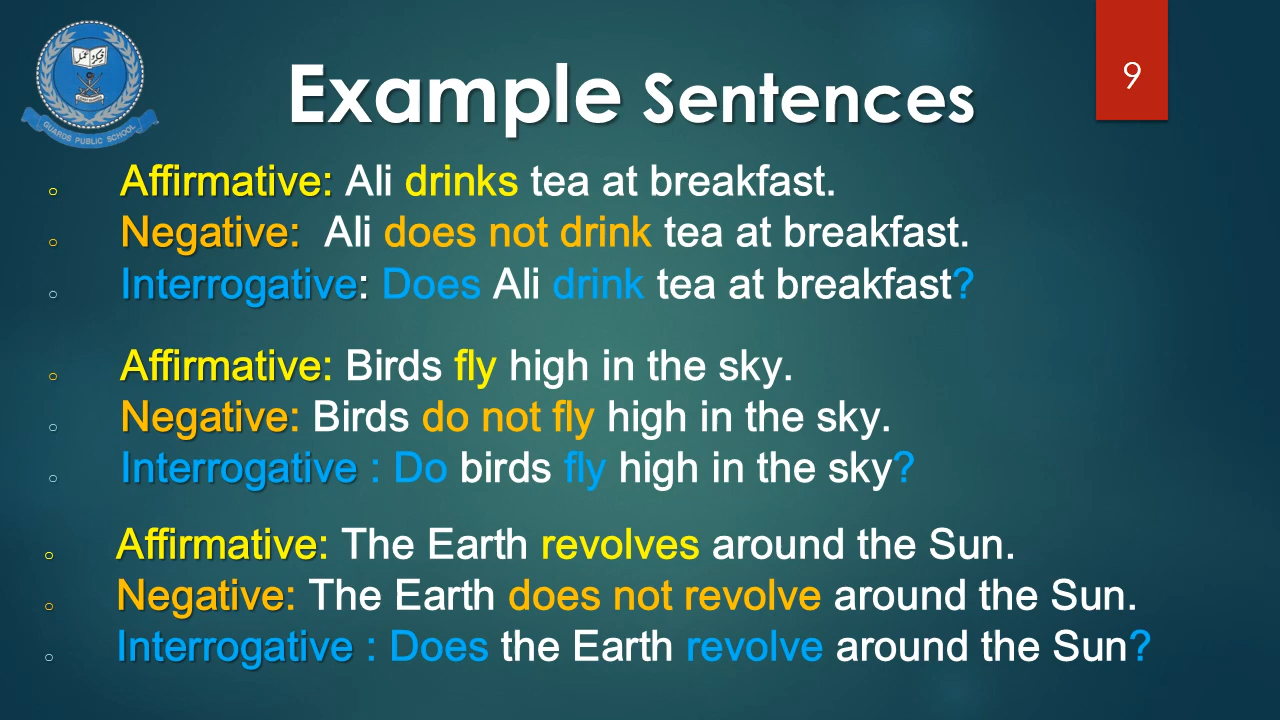 GUARDS PUBLIC SCHOOL
Example Sentences
9
o Affirmative: Ali drinks tea at breakfast.
o Negative: Ali does not drink tea at breakfast.
o Interrogative: Does Ali drink tea at breakfast?
o Affirmative: Birds fly high in the sky.
o Negative: Birds do not fly high in the sky.
o Interrogative : Do birds fly high in the sky?
o Affirmative: The Earth revolves around the Sun.
o Negative: The Earth does not revolve around the Sun.
o Interrogative : Does the Earth revolve around the Sun?